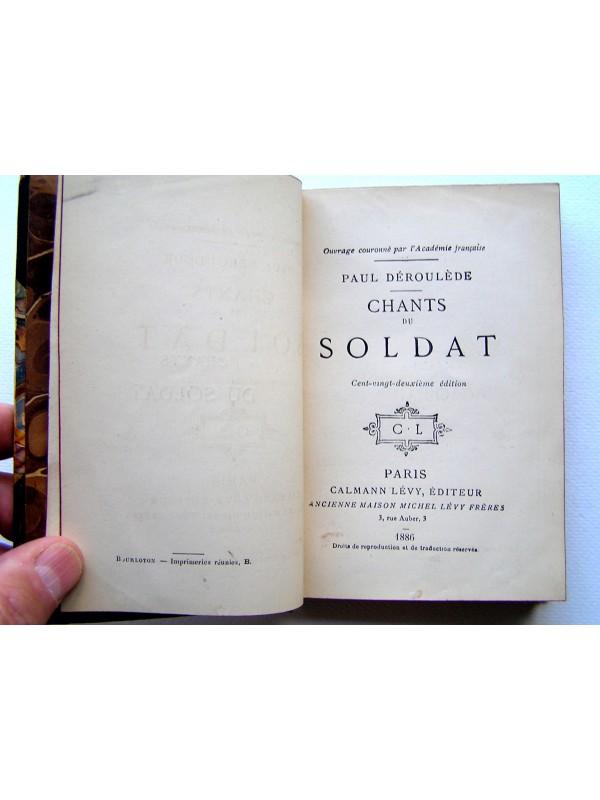 Bourloton — Imprimeries réunies, B.
Ouvrage couronné par l'Académie française
PAUL DÉROULÈDE
CHANTS
DU
SOLDAT
Cent-vingt-deuxième édition
C · L
PARIS
CALMANN LÉVY, ÉDITEUR
ANCIENNE MAISON MICHEL LÉVY FRÈRES
3, rue Auber, 3
1886
Droits de reproduction et de traduction réservés.